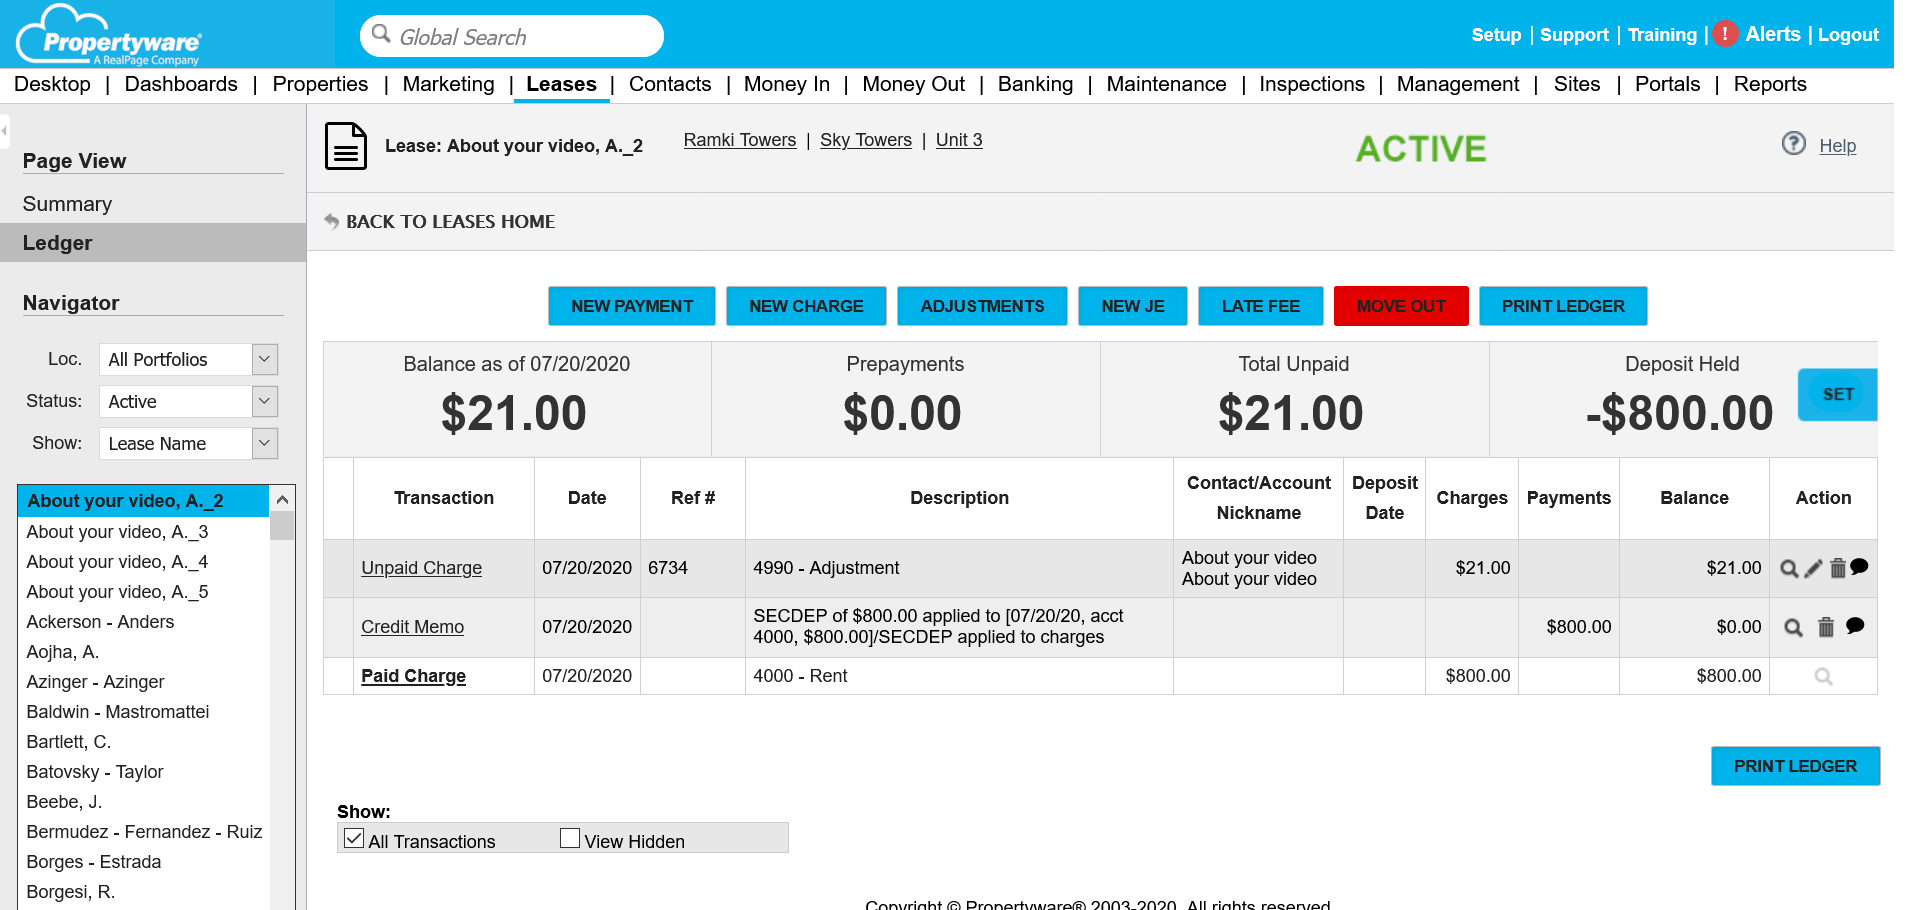 Propertyware®
A RealPage Company
Global Search
Setup | Support | Training | ! Alerts | Logout
Desktop | Dashboards | Properties | Marketing | Leases | Contacts | Money In | Money Out | Banking | Maintenance | Inspections | Management | Sites | Portals | Reports
Page View
Summary
Ledger
Navigator
Loc. All Portfolios
Status: Active
Show: Lease Name
About your video, A._2
About your video, A._3
About your video, A._4
About your video, A._5
Ackerson - Anders
Aojha, A.
Azinger - Azinger
Baldwin - Mastromattei
Bartlett, C.
Batovsky - Taylor
Beebe, J.
Bermudez - Fernandez - Ruiz
Borges - Estrada
Borgesi, R.
Lease: About your video, A._2 Ramki Towers | Sky Towers | Unit 3 ACTIVE ? Help
BACK TO LEASES HOME
NEW PAYMENT NEW CHARGE ADJUSTMENTS NEW JE LATE FEE MOVE OUT PRINT LEDGER
Balance as of 07/20/2020 Prepayments Total Unpaid Deposit Held
$21.00 $0.00 $21.00 -$800.00 SET
Transaction Date Ref # Description Contact/Account Nickname Deposit Date Charges Payments Balance Action
Unpaid Charge 07/20/2020 6734 4990 - Adjustment About your video About your video $21.00 $21.00
Credit Memo 07/20/2020 SECDEP of $800.00 applied to [07/20/20, acct 4000, $800.00]/SECDEP applied to charges $800.00 $0.00
Paid Charge 07/20/2020 4000 - Rent $800.00 $800.00
PRINT LEDGER
Show:
All Transactions View Hidden
Copyright © Propertyware® 2003-2020. All rights reserved